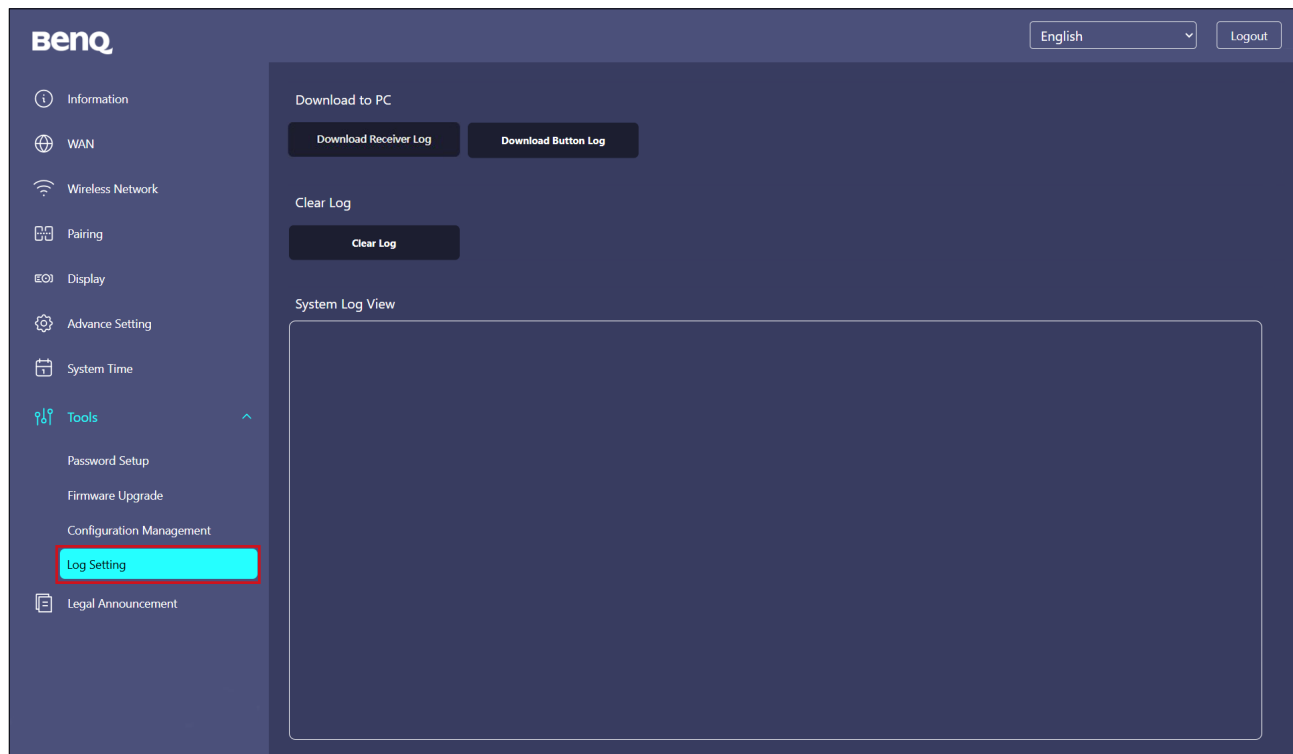 BenQ
English
Logout
Information
WAN
Wireless Network
Pairing
Display
Advance Setting
System Time
Tools
Password Setup
Firmware Upgrade
Configuration Management
Log Setting
Legal Announcement
Download to PC
Download Receiver Log
Download Button Log
Clear Log
Clear Log
System Log View